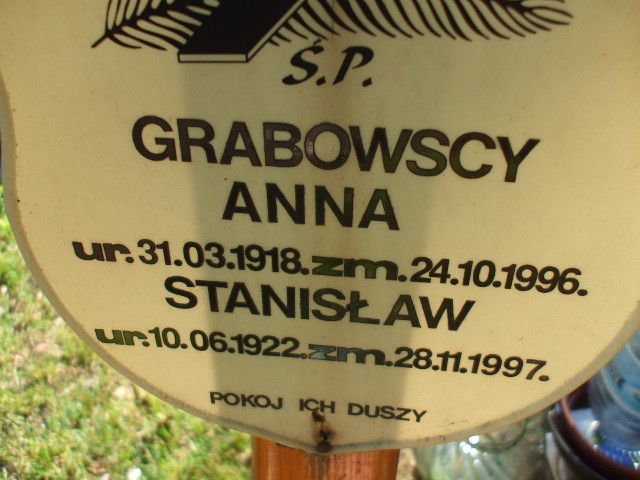 Ś.P.
GRABOWSCY
ANNA
ur.31.03.1918.zm.24.10.1996.
STANISŁAW
ur.10.06.1922.zm.28.11.1997.
POKOJ ICH DUSZY